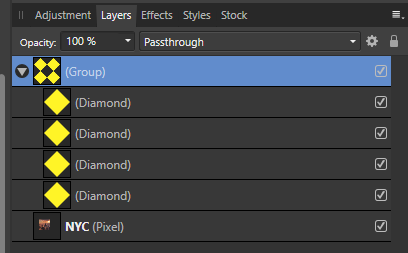 Adjustment Layers Effects Styles Stock
Opacity: 100 % Passthrough
(Group)
(Diamond)
(Diamond)
(Diamond)
(Diamond)
NYC (Pixel)